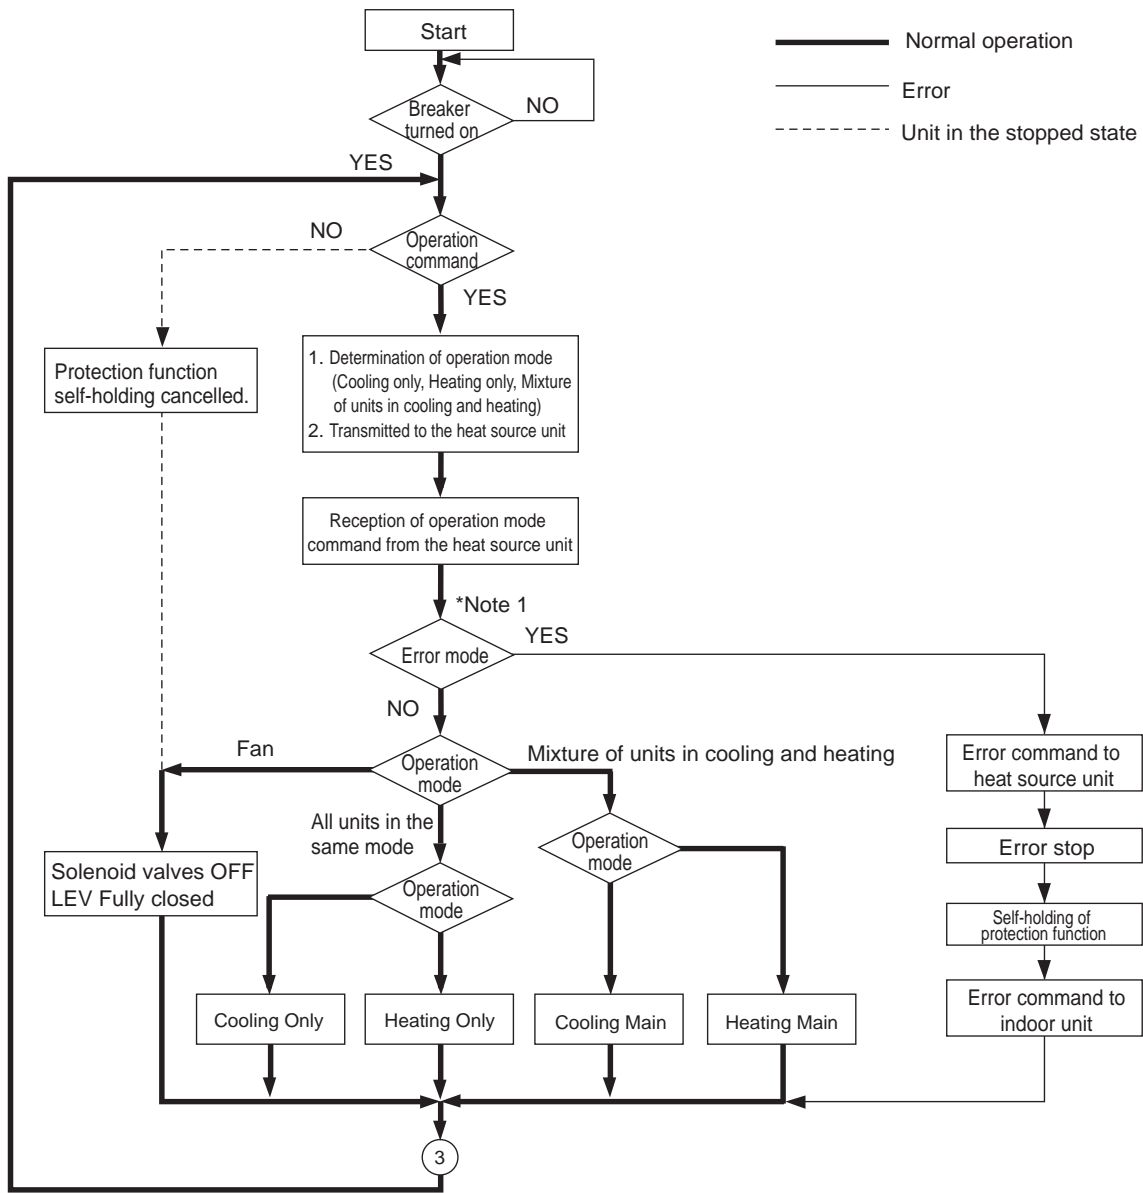 Start
Normal operation
Error
Unit in the stopped state
Breaker
turned on
NO
YES
NO
Operation
command
YES
1. Determination of operation mode
(Cooling only, Heating only, Mixture
of units in cooling and heating)
2. Transmitted to the heat source unit
Protection function
self-holding cancelled.
Reception of operation mode
command from the heat source unit
*Note 1
YES
Error mode
NO
Fan
Operation
mode
Mixture of units in cooling and heating
Error command to
heat source unit
All units in the
same mode
Operation
mode
Error stop
Solenoid valves OFF
LEV Fully closed
Operation
mode
Self-holding of
protection function
Cooling Only
Heating Only
Cooling Main
Heating Main
Error command to
indoor unit
3